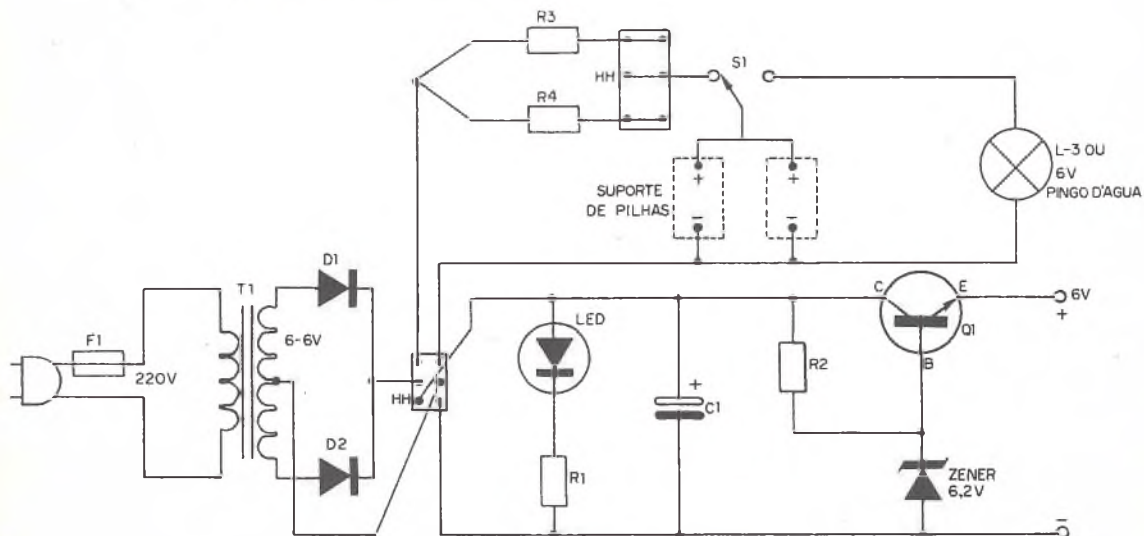 R3
HH
S1
R4
L-3 OU
6V
PINGO D'AGUA
+
+
SUPORTE
DE PILHAS
-
-
D1
T1
C
E
6V
+
F1
6-6V
LED
Q1
220V
R2
B
HH
+
C1
D2
R1
ZENER
6,2V
-